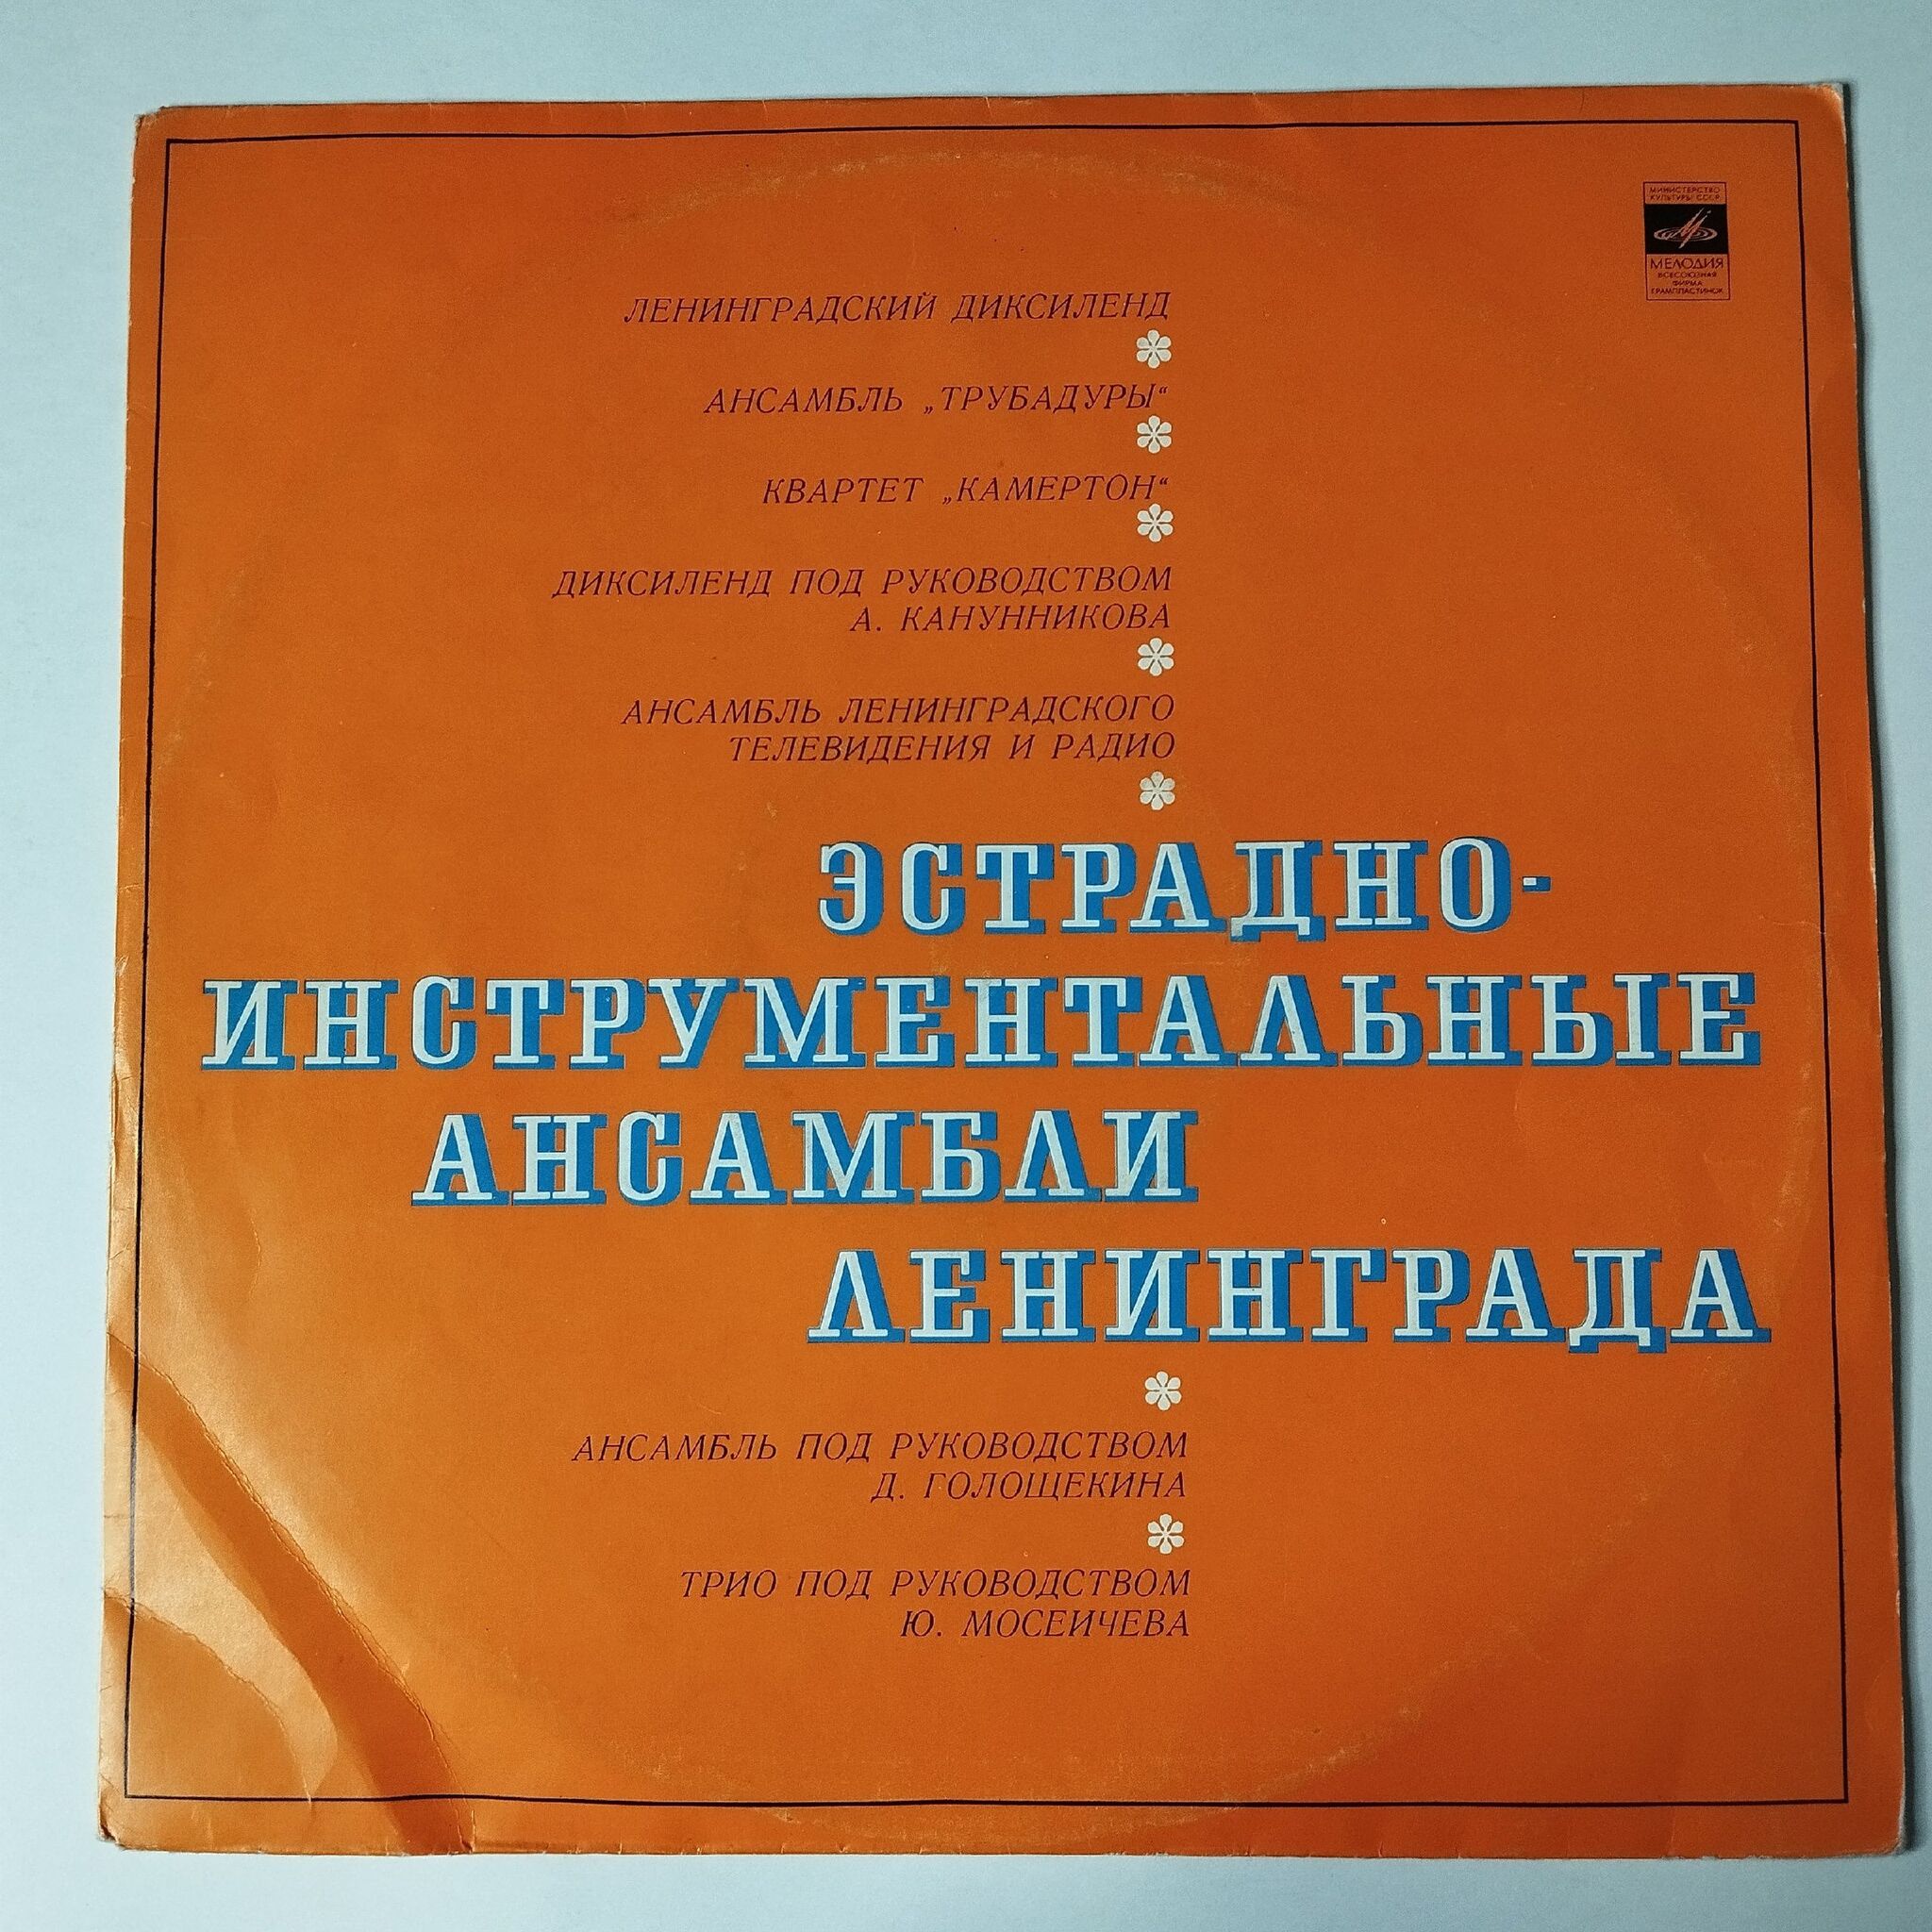 МИНИСТЕРСТВО
КУЛЬТУРЫ СССР
МЕЛОДИЯ
ВСЕСОЮЗНАЯ
ФИРМА
ГРАМПЛАСТИНОК
ЛЕНИНГРАДСКИЙ ДИКСИЛЕНД
АНСАМБЛЬ „ТРУБАДУРЫ“
КВАРТЕТ „КАМЕРТОН“
ДИКСИЛЕНД ПОД РУКОВОДСТВОМ
А. КАНУННИКОВА
АНСАМБЛЬ ЛЕНИНГРАДСКОГО
ТЕЛЕВИДЕНИЯ И РАДИО
ЭСТРАДНО-
ИНСТРУМЕНТАЛЬНЫЕ
АНСАМБЛИ
ЛЕНИНГРАДА
АНСАМБЛЬ ПОД РУКОВОДСТВОМ
Д. ГОЛОЩЕКИНА
ТРИО ПОД РУКОВОДСТВОМ
Ю. МОСЕИЧЕВА